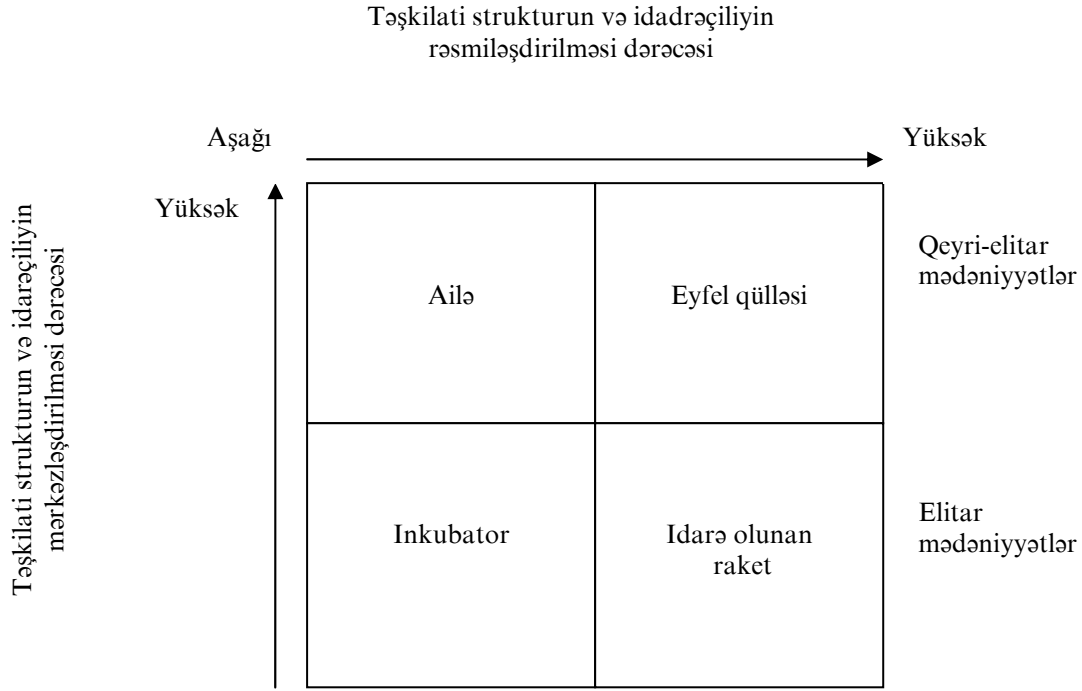 Təşkilati strukturun və idadrəçiliyin
rəsmiləşdirilməsi dərəcəsi
Aşağı
Yüksək
Yüksək
Təşkilati strukturun və idarəçiliyin
mərkəzləşdirilməsi dərəcəsi
Ailə
Eyfel qülləsi
Qeyri-elitar
mədəniyyətlər
Inkubator
Idarə olunan
raket
Elitar
mədəniyyətlər